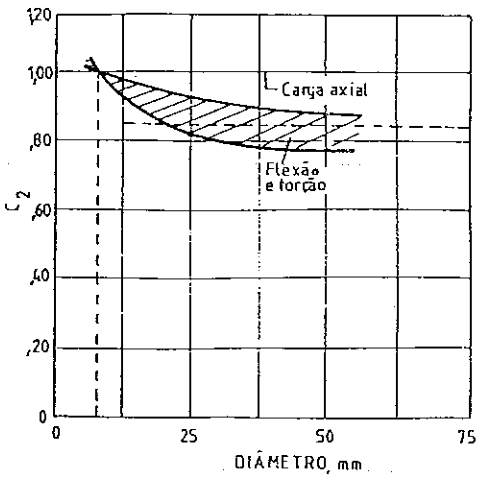 1,20
1,00
Carga axial
,80
Flexão
e torção
C2
,60
,40
,20
0
0 25 50 75
DIÂMETRO, mm